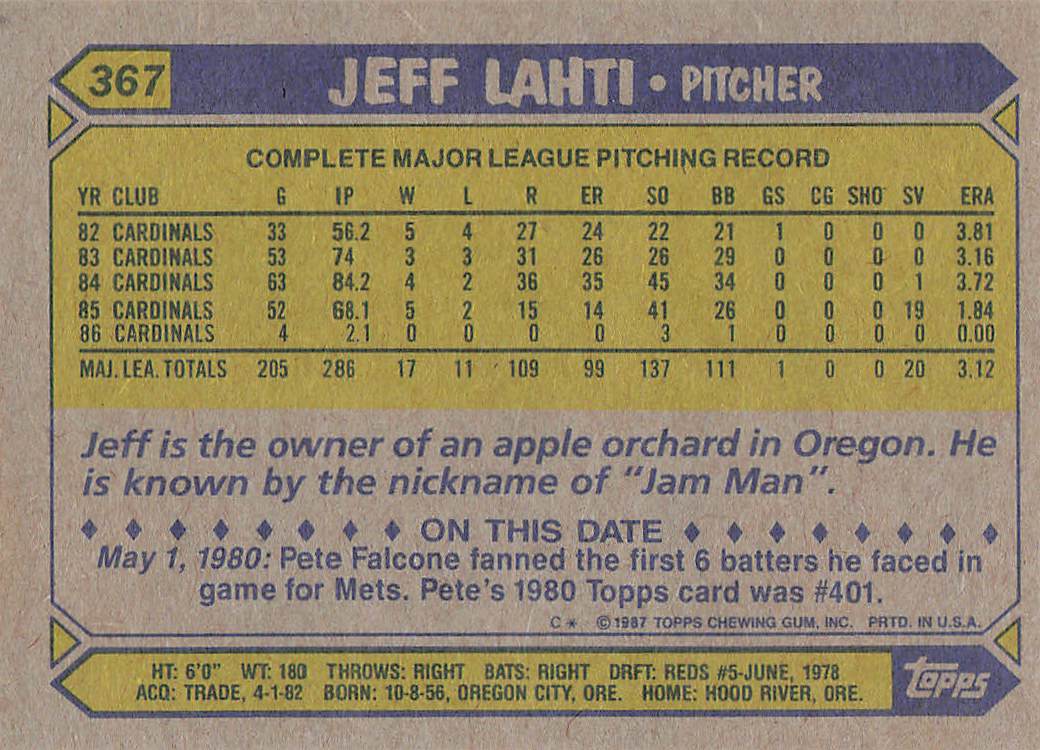 367 JEFF LAHTI • PITCHER
COMPLETE MAJOR LEAGUE PITCHING RECORD
YR CLUB G IP W L R ER SO BB GS CG SHO SV ERA
82 CARDINALS 33 56.2 5 4 27 24 22 21 1 0 0 0 3.81
83 CARDINALS 53 74 3 3 31 26 26 29 0 0 0 0 3.16
84 CARDINALS 63 84.2 4 2 36 35 45 34 0 0 0 1 3.72
85 CARDINALS 52 68.1 5 2 15 14 41 26 0 0 0 19 1.84
86 CARDINALS 4 2.1 0 0 0 0 3 1 0 0 0 0 0.00
MAJ. LEA. TOTALS 205 286 17 11 109 99 137 111 1 0 0 20 3.12
Jeff is the owner of an apple orchard in Oregon. He
is known by the nickname of "Jam Man".
ON THIS DATE
May 1, 1980: Pete Falcone fanned the first 6 batters he faced in
game for Mets. Pete's 1980 Topps card was #401.
C* ©1987 TOPPS CHEWING GUM, INC. PRTD. IN U.S.A.
HT: 6'0" WT: 180 THROWS: RIGHT BATS: RIGHT DRFT: REDS #5-JUNE, 1978
ACQ: TRADE, 4-1-82 BORN: 10-8-56, OREGON CITY, ORE. HOME: HOOD RIVER, ORE.
topps